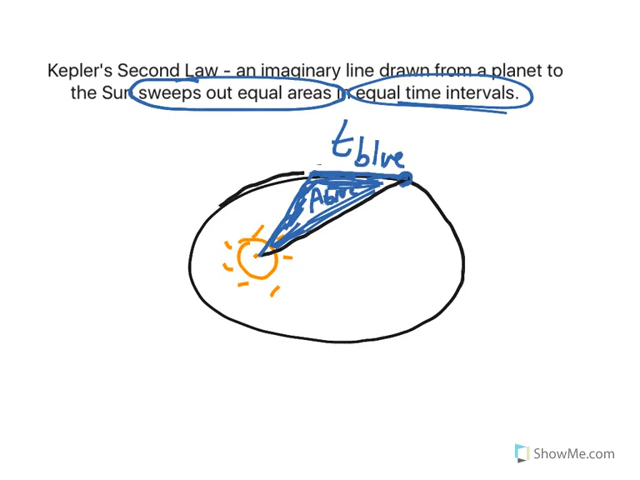 Kepler's Second Law - an imaginary line drawn from a planet to
the Sun sweeps out equal areas in equal time intervals.
tblue
Ablue
ShowMe.com